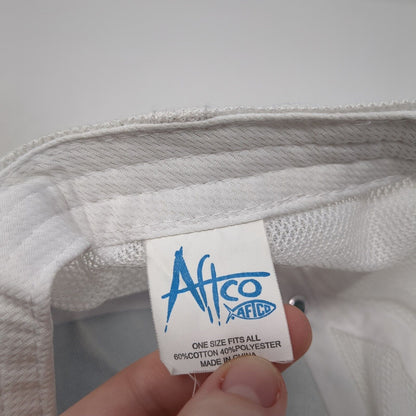 Aftco
AFTCO
ONE SIZE FITS ALL
60%COTTON 40%POLYESTER
MADE IN CHINA